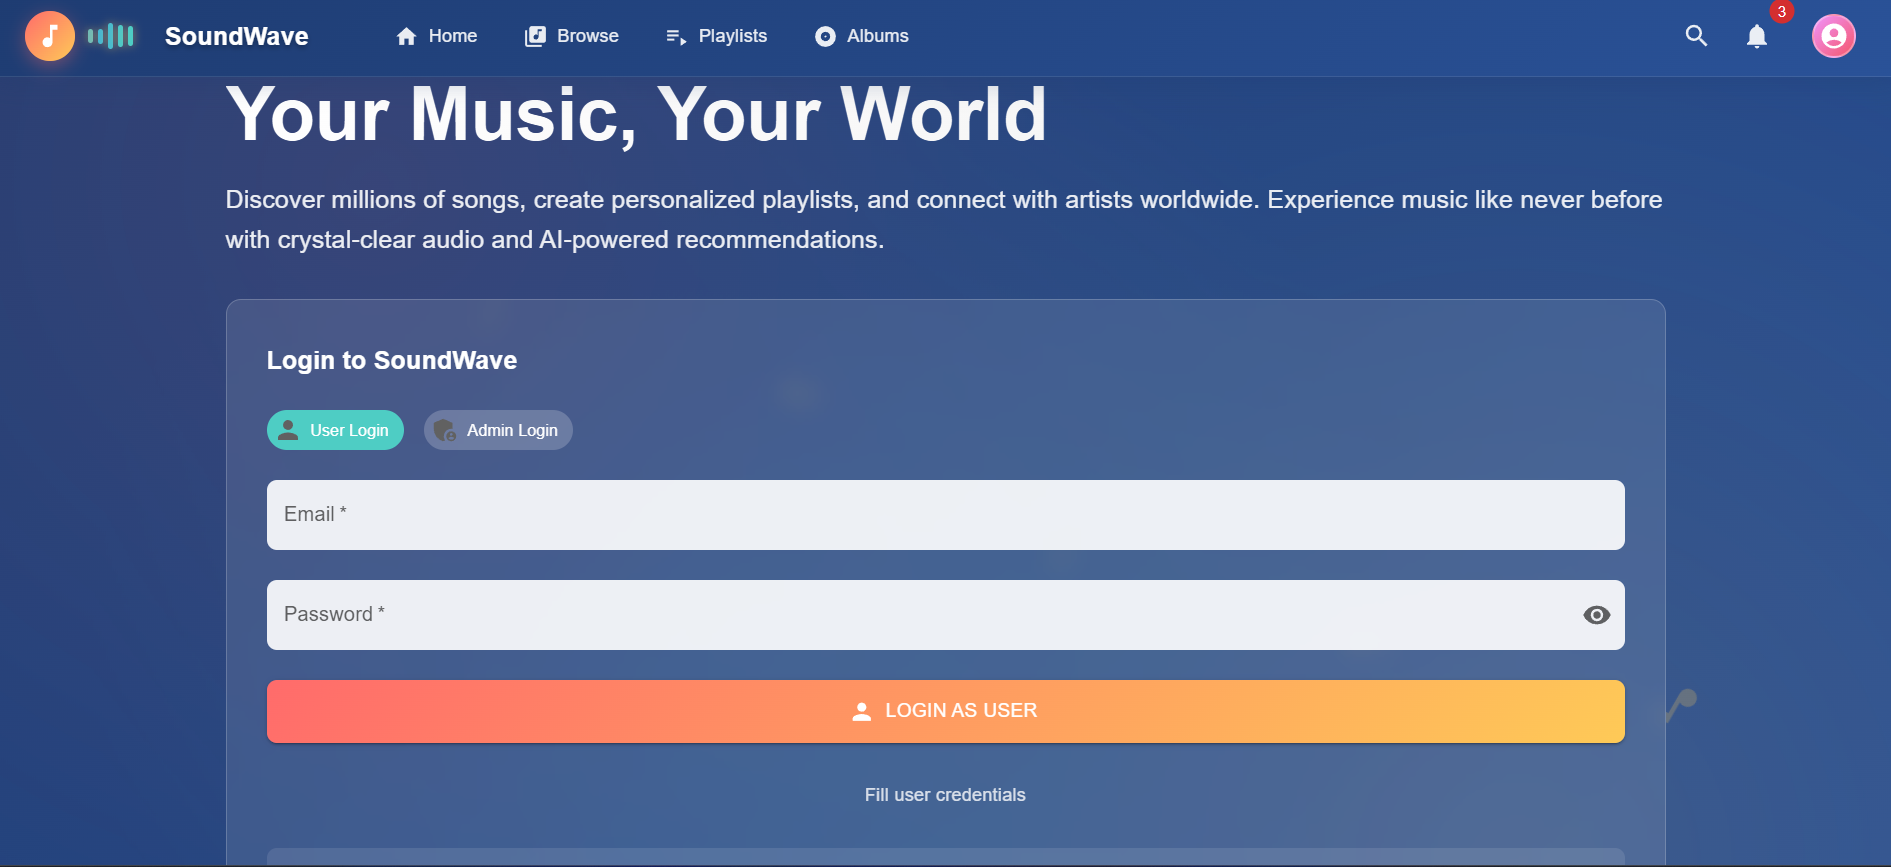 SoundWave
Home
Browse
Playlists
Albums
3
Your Music, Your World
Discover millions of songs, create personalized playlists, and connect with artists worldwide. Experience music like never before
with crystal-clear audio and AI-powered recommendations.
Login to SoundWave
User Login
Admin Login
Email *
Password *
LOGIN AS USER
Fill user credentials